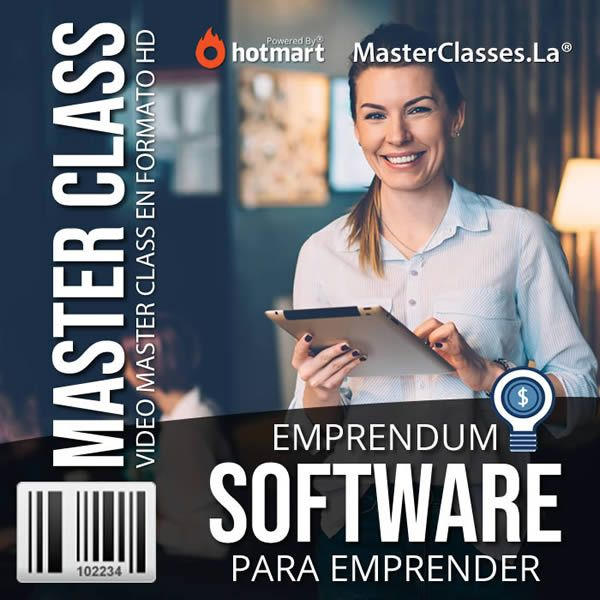 Powered By®
hotmart
MasterClasses.La®
MASTER CLASS
VIDEO MASTER CLASS EN FORMATO HD
$
EMPRENDUM
SOFTWARE
PARA EMPRENDER
102234